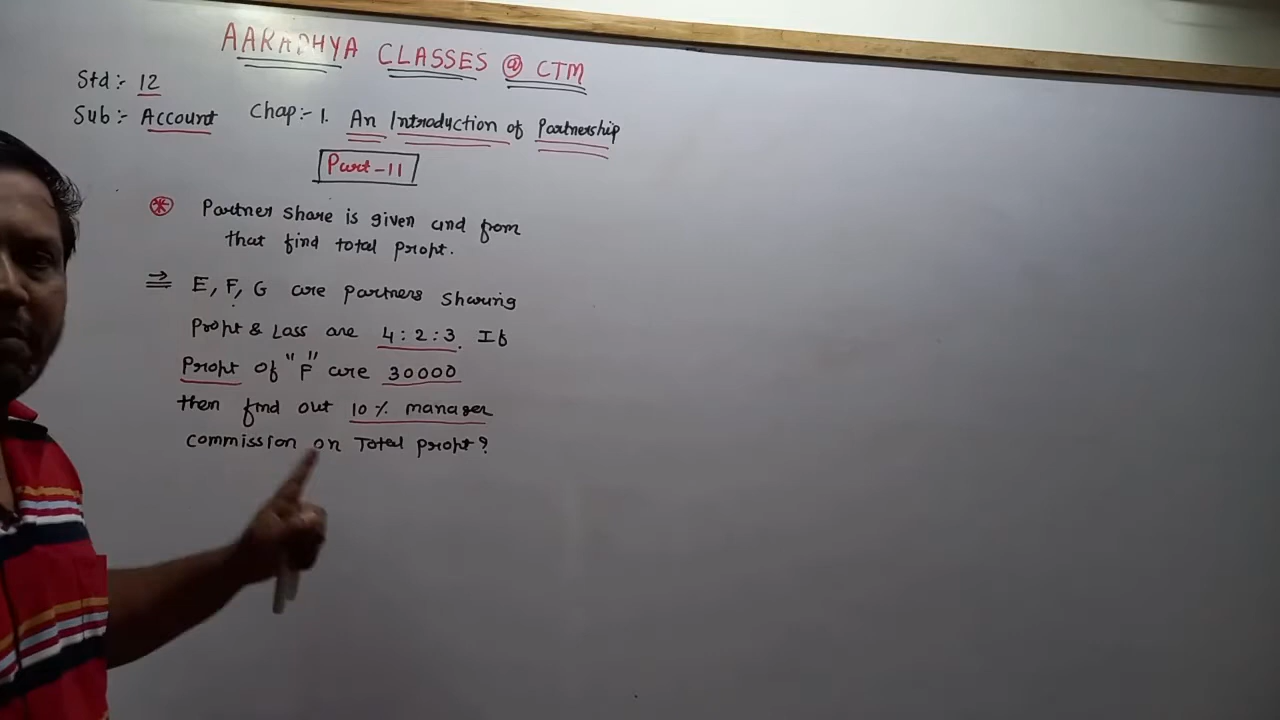 AARADHYA CLASSES @ CTM
Std :- 12
Sub :- Account Chap :- 1. An Introduction of Partnership
Part-11
Partner share is given and from
that find total Profit.
⇒ E, F, G are partners sharing
Profit & Lass are 4 : 2 : 3. If
Profit of "F" are 30000
then find out 10% manager
commission on Total profit?